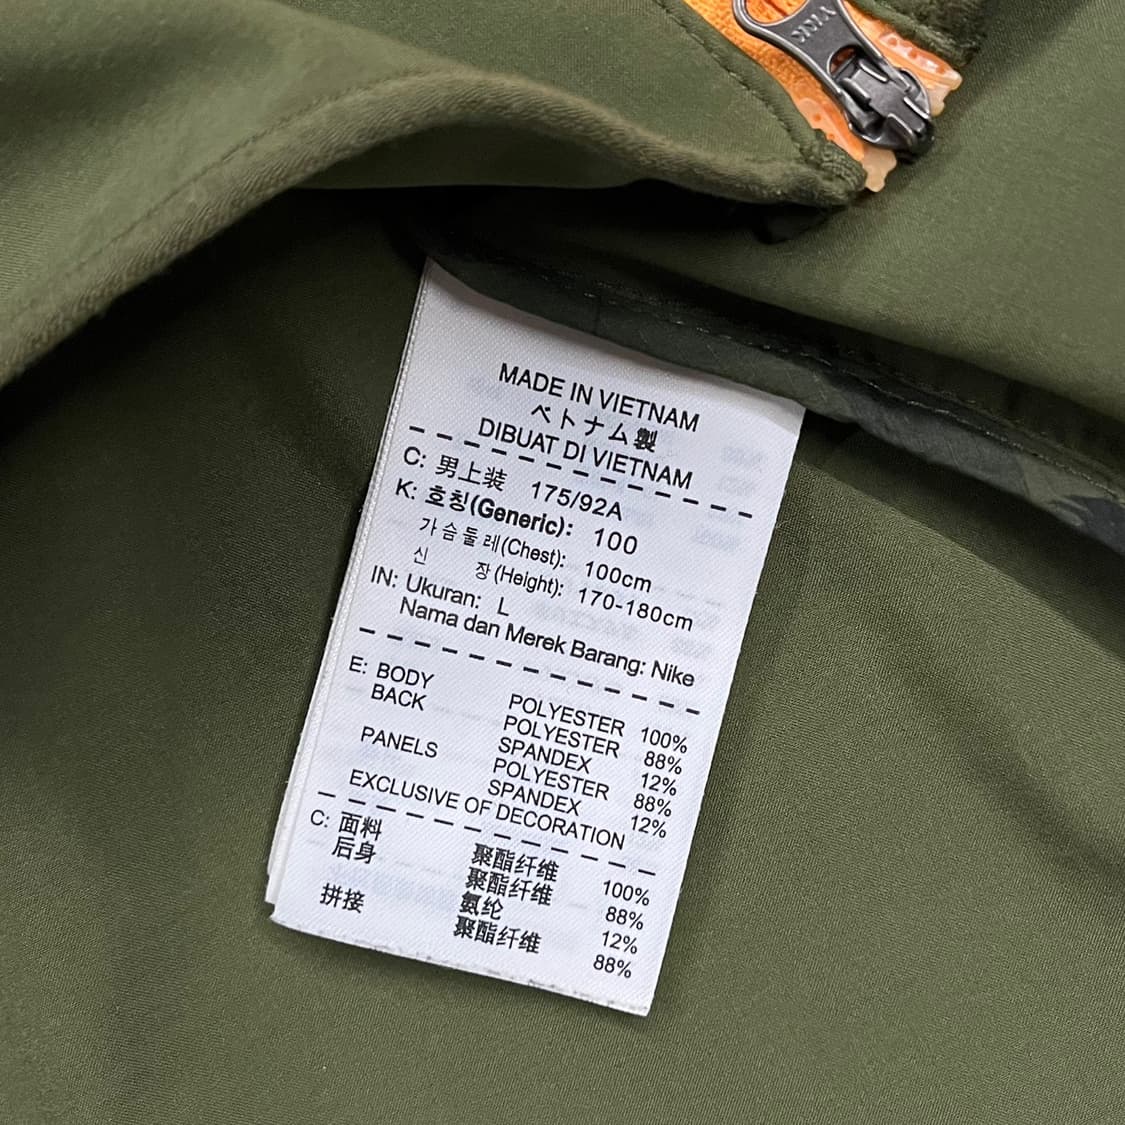 MADE IN VIETNAM
ベトナム製
DIBUAT DI VIETNAM
C: 男上装 175/92A
K: 호칭(Generic): 100
가슴둘레(Chest): 100cm
신 장(Height): 170-180cm
IN: Ukuran: L
Nama dan Merek Barang: Nike
E: BODY POLYESTER 100%
BACK POLYESTER 88%
SPANDEX 12%
PANELS POLYESTER 88%
SPANDEX 12%
EXCLUSIVE OF DECORATION
C: 面料 聚酯纤维 100%
后身 聚酯纤维 88%
氨纶 12%
拼接 聚酯纤维 88%